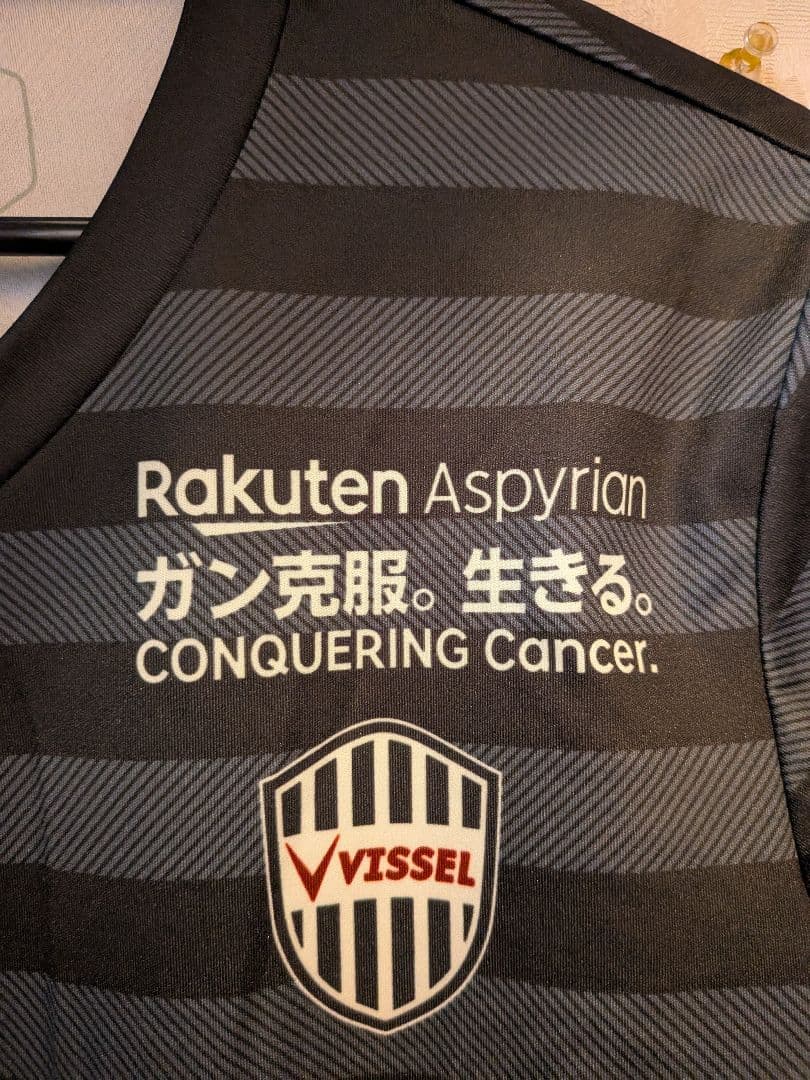 Rakuten Aspyrian
ガン克服。生きる。
CONQUERING Cancer.
VISSEL